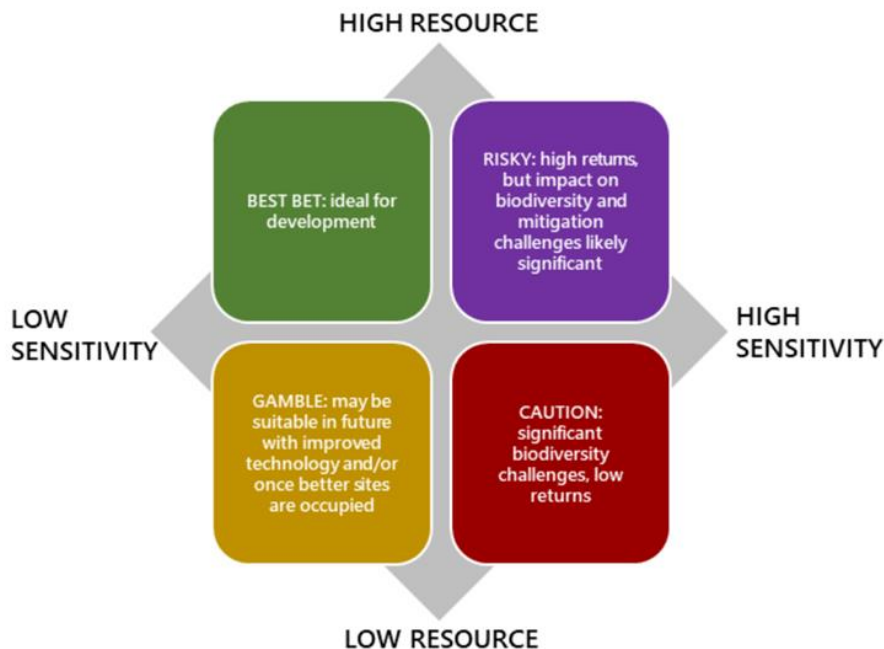 HIGH RESOURCE
BEST BET: ideal for
development
RISKY: high returns,
but impact on
biodiversity and
mitigation
challenges likely
significant
LOW
SENSITIVITY
HIGH
SENSITIVITY
GAMBLE: may be
suitable in future
with improved
technology and/or
once better sites
are occupied
CAUTION:
significant
biodiversity
challenges, low
returns
LOW RESOURCE